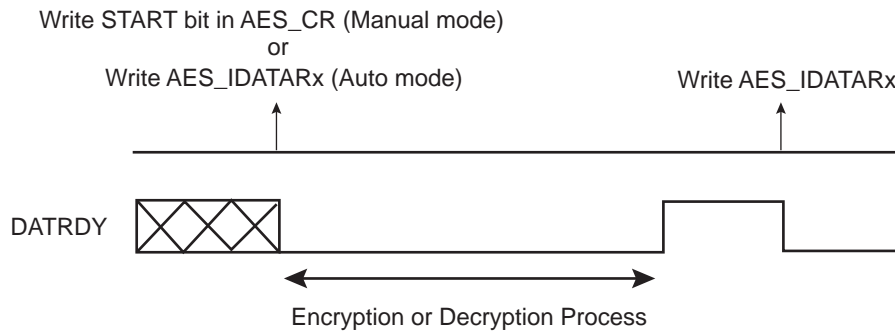 Write START bit in AES_CR (Manual mode)
or
Write AES_IDATARx (Auto mode)
Write AES_IDATARx
DATRDY
Encryption or Decryption Process